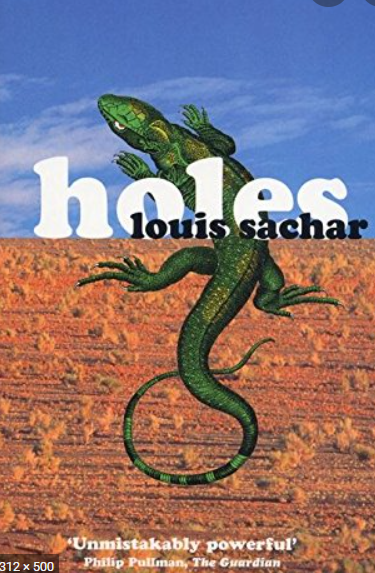 holes
louis sachar
'Unmistakably powerful'
Philip Pullman, The Guardian
312 × 500